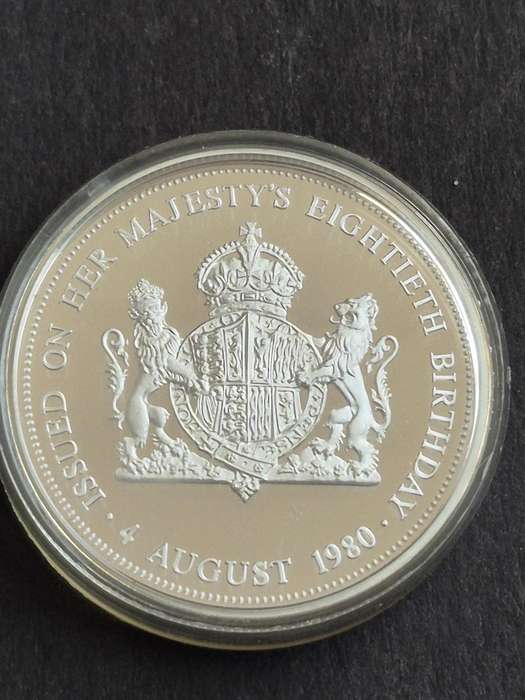 ISSUED ON HER MAJESTY'S EIGHTIETH BIRTHDAY
· 4 AUGUST 1980 ·